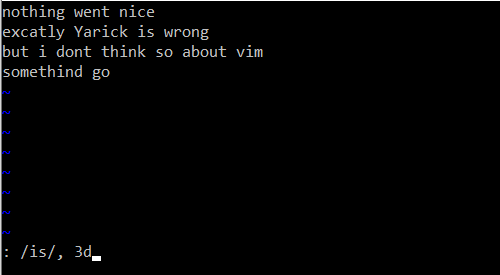 nothing went nice
excatly Yarick is wrong
but i dont think so about vim
somethind go
~
~
~
~
~
~
~
~
: /is/, 3d